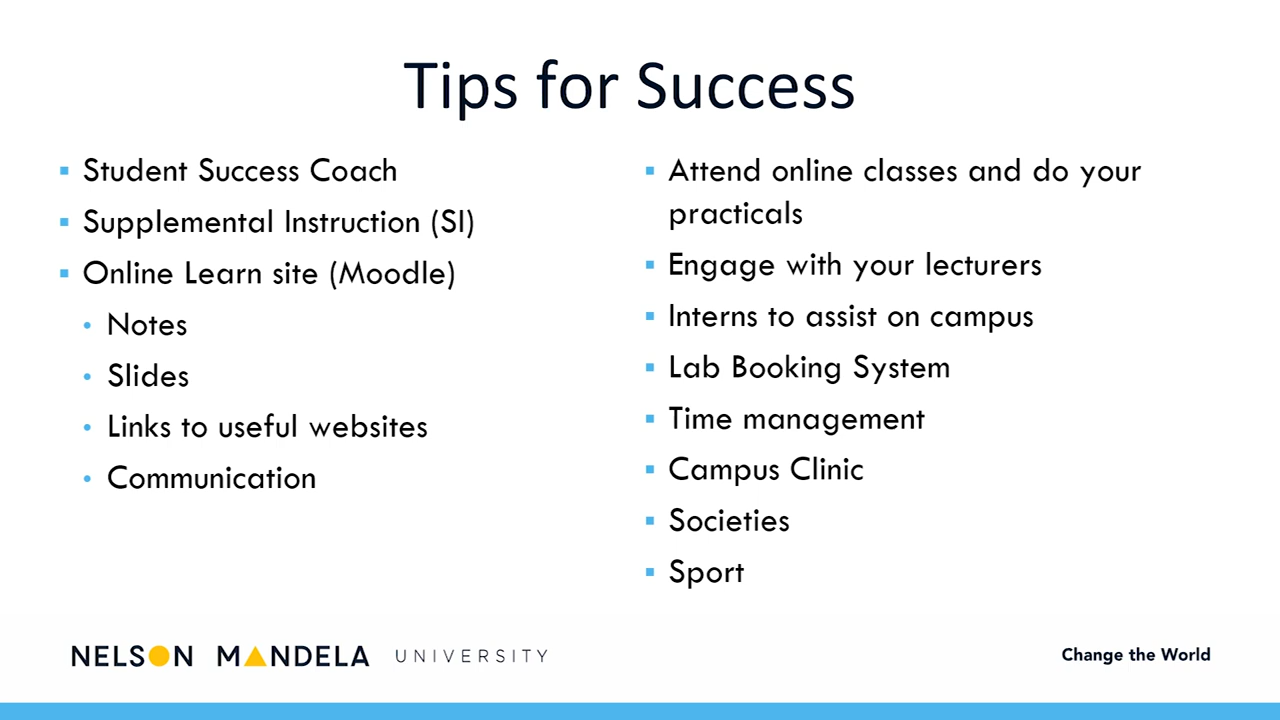 Tips for Success
Student Success Coach
Supplemental Instruction (SI)
Online Learn site (Moodle)
Notes
Slides
Links to useful websites
Communication
Attend online classes and do your
practicals
Engage with your lecturers
Interns to assist on campus
Lab Booking System
Time management
Campus Clinic
Societies
Sport
NELSON MANDELA UNIVERSITY
Change the World